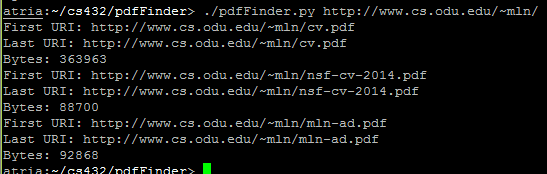 atria:~/cs432/pdfFinder> ./pdfFinder.py http://www.cs.odu.edu/~mln/
First URI: http://www.cs.odu.edu/~mln/cv.pdf
Last URI: http://www.cs.odu.edu/~mln/cv.pdf
Bytes: 363963
First URI: http://www.cs.odu.edu/~mln/nsf-cv-2014.pdf
Last URI: http://www.cs.odu.edu/~mln/nsf-cv-2014.pdf
Bytes: 88700
First URI: http://www.cs.odu.edu/~mln/mln-ad.pdf
Last URI: http://www.cs.odu.edu/~mln/mln-ad.pdf
Bytes: 92868
atria:~/cs432/pdfFinder>